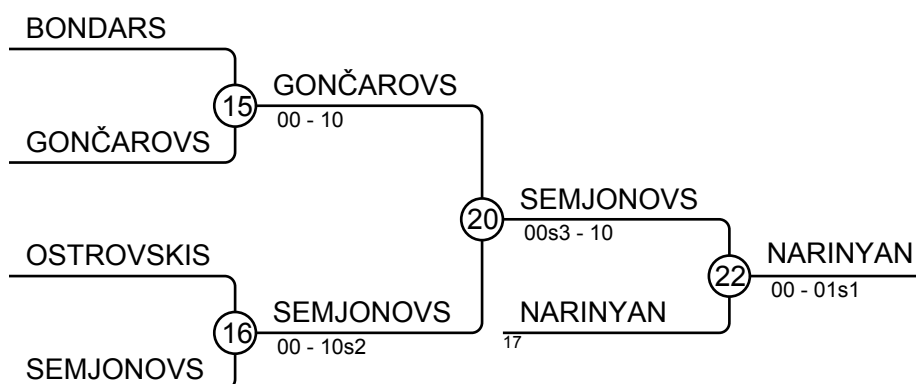 BONDARS
15
GONČAROVS
00 - 10
GONČAROVS
20
SEMJONOVS
00s3 - 10
OSTROVSKIS
16
SEMJONOVS
00 - 10s2
SEMJONOVS
NARINYAN
17
22
NARINYAN
00 - 01s1